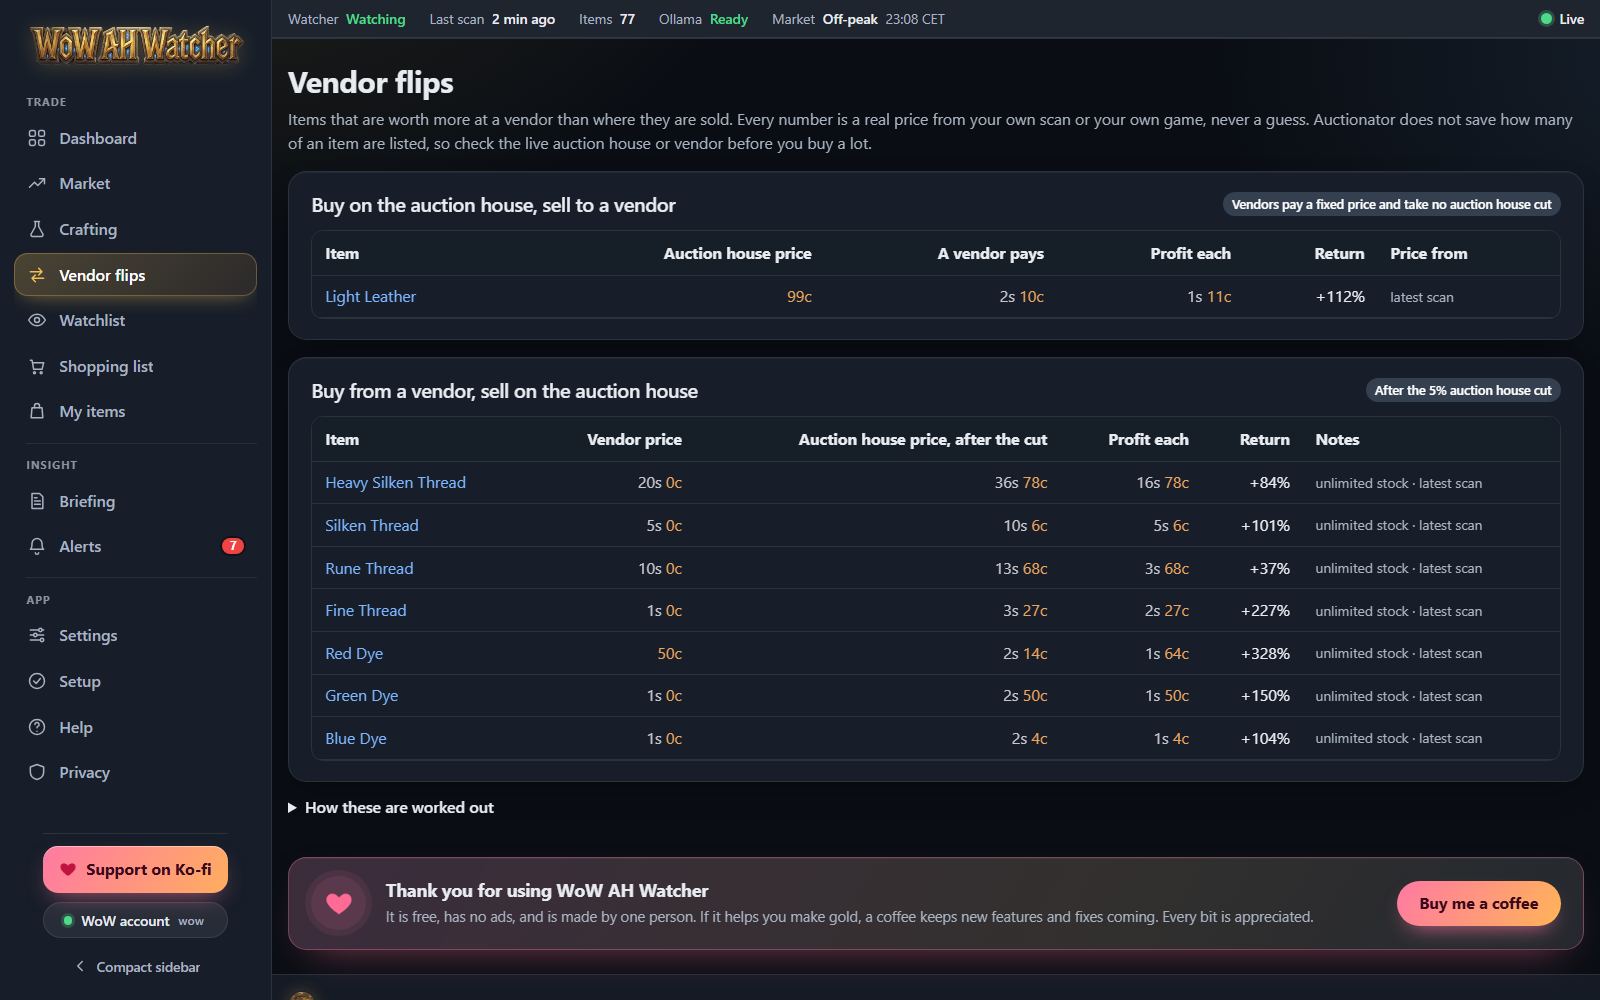 WoW AH Watcher
TRADE
Dashboard
Market
Crafting
Vendor flips
Watchlist
Shopping list
My items
INSIGHT
Briefing
Alerts 7
APP
Settings
Setup
Help
Privacy
Support on Ko-fi
WoW account wow
Compact sidebar
Watcher Watching Last scan 2 min ago Items 77 Ollama Ready Market Off-peak 23:08 CET Live
Vendor flips
Items that are worth more at a vendor than where they are sold. Every number is a real price from your own scan or your own game, never a guess. Auctionator does not save how many
of an item are listed, so check the live auction house or vendor before you buy a lot.
Buy on the auction house, sell to a vendor Vendors pay a fixed price and take no auction house cut
Item Auction house price A vendor pays Profit each Return Price from
Light Leather 99c 2s 10c 1s 11c +112% latest scan
Buy from a vendor, sell on the auction house After the 5% auction house cut
Item Vendor price Auction house price, after the cut Profit each Return Notes
Heavy Silken Thread 20s 0c 36s 78c 16s 78c +84% unlimited stock · latest scan
Silken Thread 5s 0c 10s 6c 5s 6c +101% unlimited stock · latest scan
Rune Thread 10s 0c 13s 68c 3s 68c +37% unlimited stock · latest scan
Fine Thread 1s 0c 3s 27c 2s 27c +227% unlimited stock · latest scan
Red Dye 50c 2s 14c 1s 64c +328% unlimited stock · latest scan
Green Dye 1s 0c 2s 50c 1s 50c +150% unlimited stock · latest scan
Blue Dye 1s 0c 2s 4c 1s 4c +104% unlimited stock · latest scan
How these are worked out
Thank you for using WoW AH Watcher
It is free, has no ads, and is made by one person. If it helps you make gold, a coffee keeps new features and fixes coming. Every bit is appreciated.
Buy me a coffee